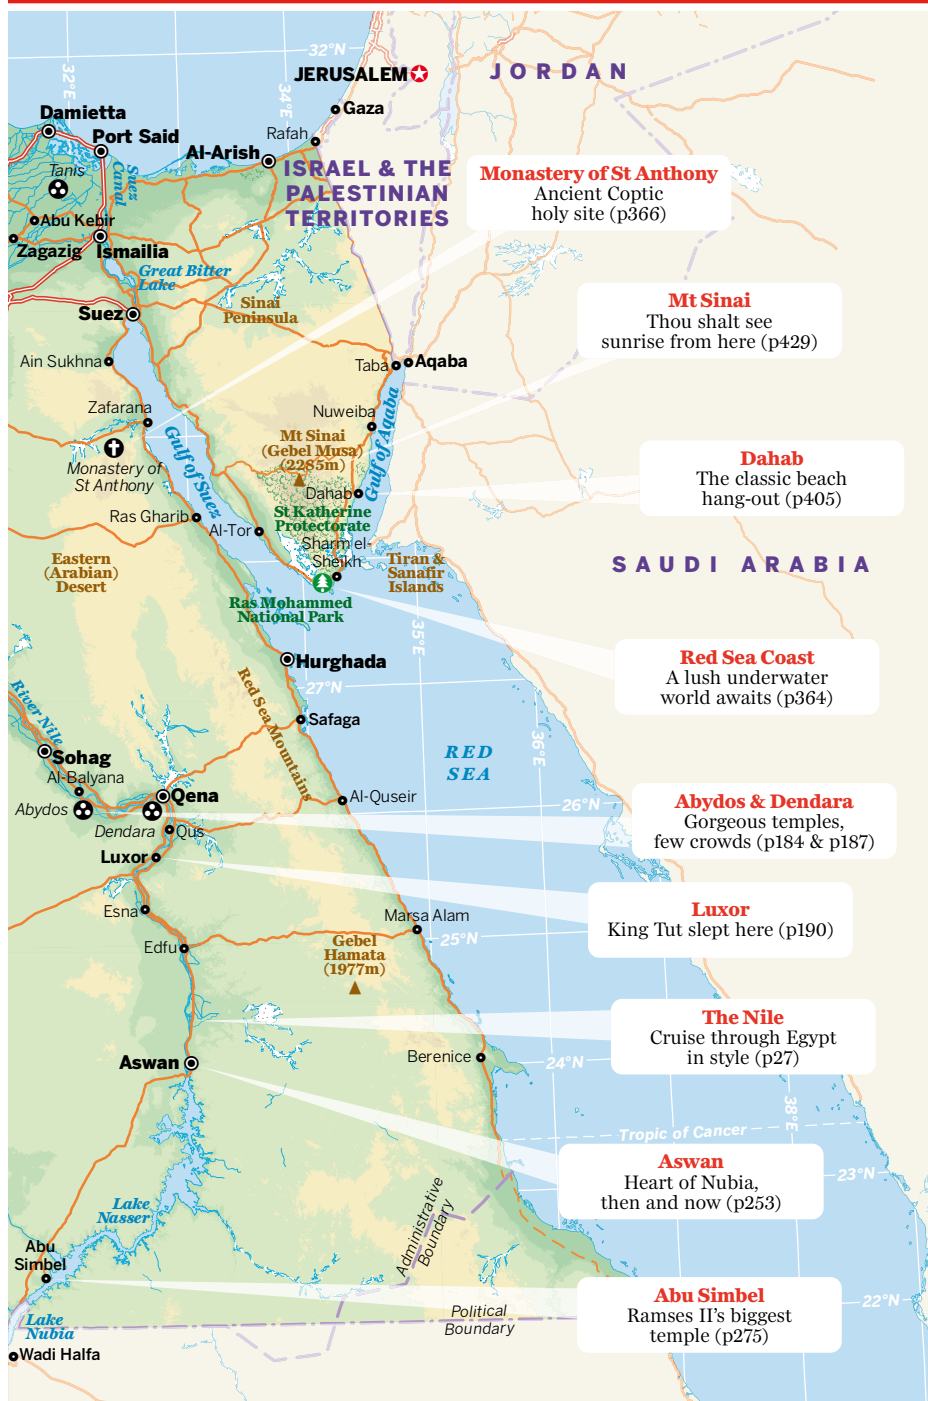 32°N
32°E
34°E
JERUSALEM
JORDAN
Gaza
Damietta
Port Said
Rafah
Al-Arish
ISRAEL & THE
PALESTINIAN
TERRITORIES
Tanis
Suez
Canal
Abu Kebir
Zagazig
Ismailia
Great Bitter
Lake
Monastery of St Anthony
Ancient Coptic
holy site (p366)
Sinai
Peninsula
Suez
Mt Sinai
Thou shalt see
sunrise from here (p429)
Ain Sukhna
Taba
Aqaba
Zafarana
Nuweiba
Gulf of Aqaba
Gulf of Suez
Mt Sinai
(Gebel Musa)
(2285m)
Monastery of
St Anthony
Dahab
Dahab
The classic beach
hang-out (p405)
Ras Gharib
Al-Tor
St Katherine
Protectorate
Sharm el-
Sheikh
Tiran &
Sanafir
Islands
SAUDI ARABIA
Eastern
(Arabian)
Desert
Ras Mohammed
National Park
35°E
Hurghada
27°N
Red Sea Coast
A lush underwater
world awaits (p364)
River Nile
Red Sea Mountains
Safaga
RED
SEA
36°E
Sohag
Al-Balyana
Abydos
Qena
Al-Quseir
26°N
Dendara
Qus
Abydos & Dendara
Gorgeous temples,
few crowds (p184 & p187)
Luxor
Esna
Marsa Alam
Luxor
King Tut slept here (p190)
Edfu
Gebel
Hamata
(1977m)
25°N
The Nile
Cruise through Egypt
in style (p27)
Aswan
Berenice
24°N
38°E
Tropic of Cancer
Aswan
Heart of Nubia,
then and now (p253)
23°N
Lake
Nasser
Administrative
Boundary
Abu
Simbel
Abu Simbel
Ramses II's biggest
temple (p275)
22°N
Political
Boundary
Lake
Nubia
Wadi Halfa